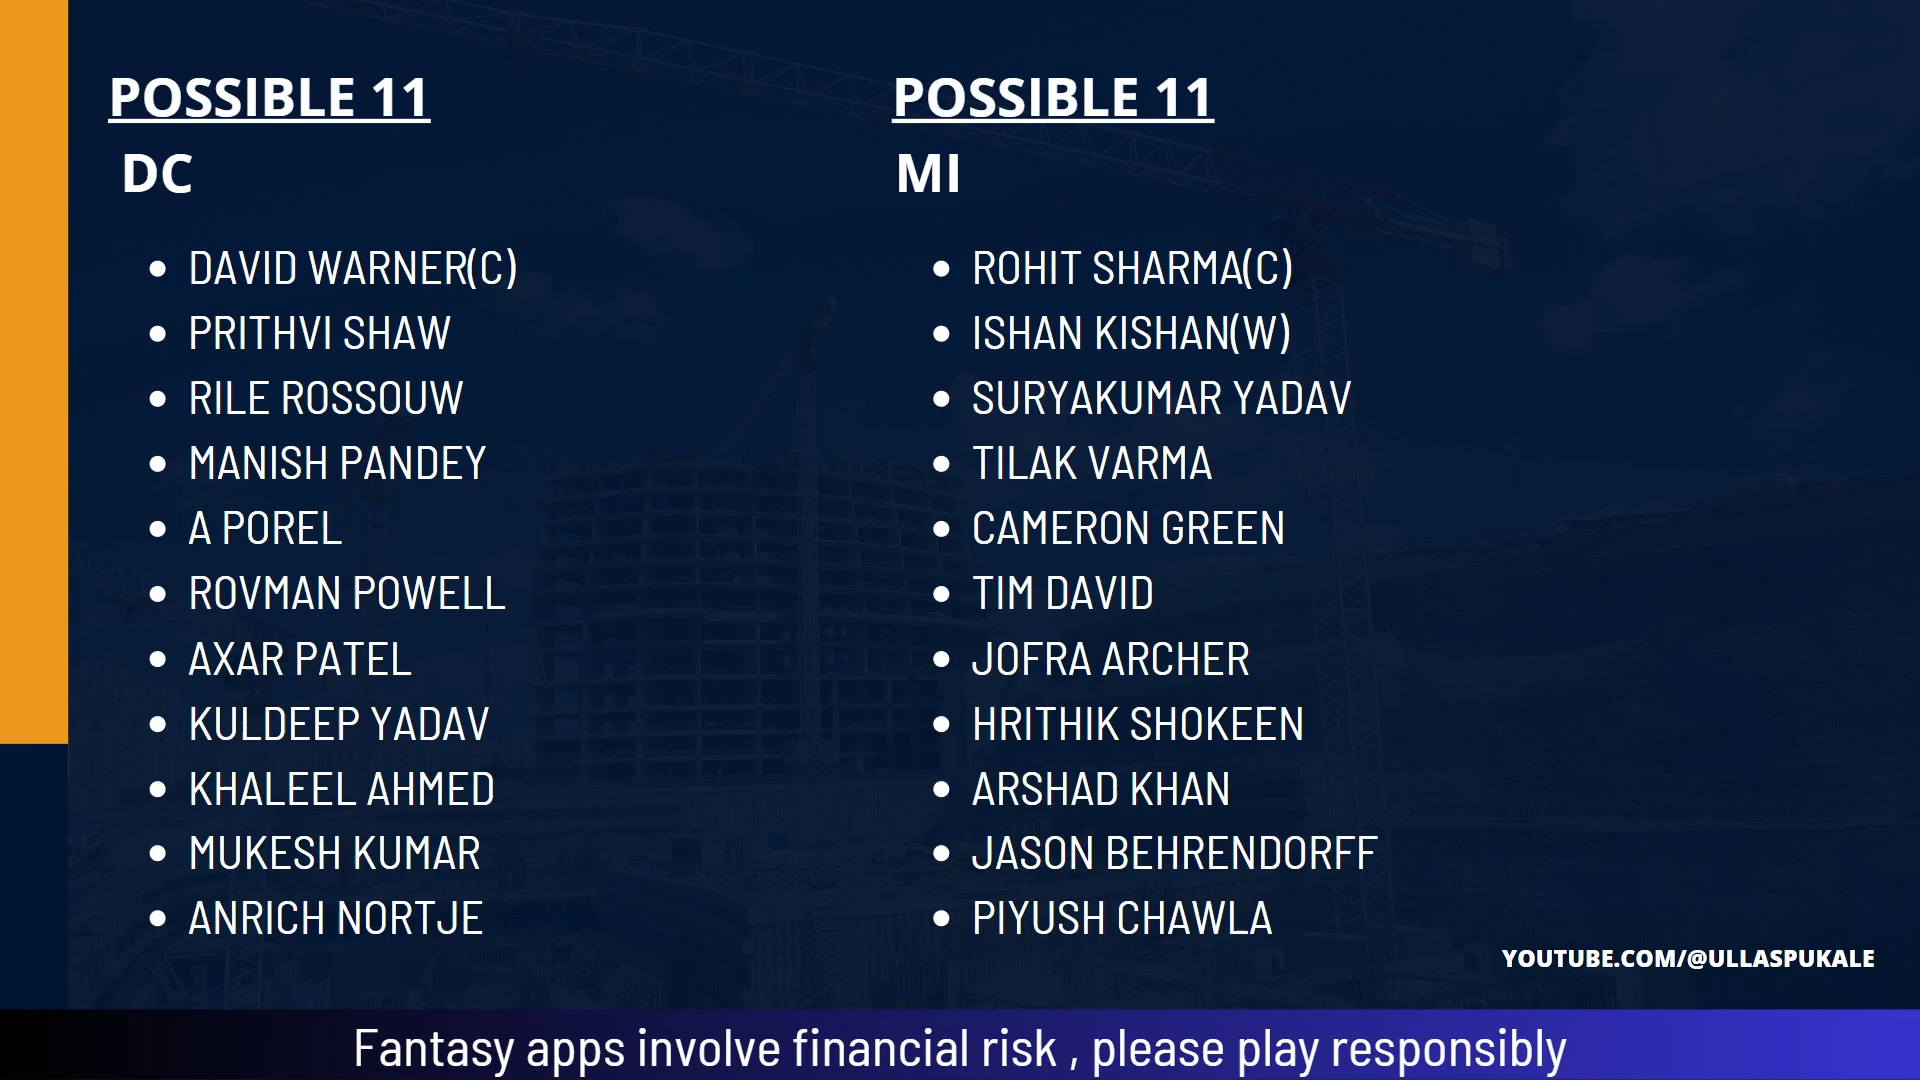 POSSIBLE 11
DC
DAVID WARNER(C)
PRITHVI SHAW
RILE ROSSOUW
MANISH PANDEY
A POREL
ROVMAN POWELL
AXAR PATEL
KULDEEP YADAV
KHALEEL AHMED
MUKESH KUMAR
ANRICH NORTJE
POSSIBLE 11
MI
ROHIT SHARMA(C)
ISHAN KISHAN(W)
SURYAKUMAR YADAV
TILAK VARMA
CAMERON GREEN
TIM DAVID
JOFRA ARCHER
HRITHIK SHOKEEN
ARSHAD KHAN
JASON BEHRENDORFF
PIYUSH CHAWLA
YOUTUBE.COM/@ULLASPUKALE
Fantasy apps involve financial risk , please play responsibly